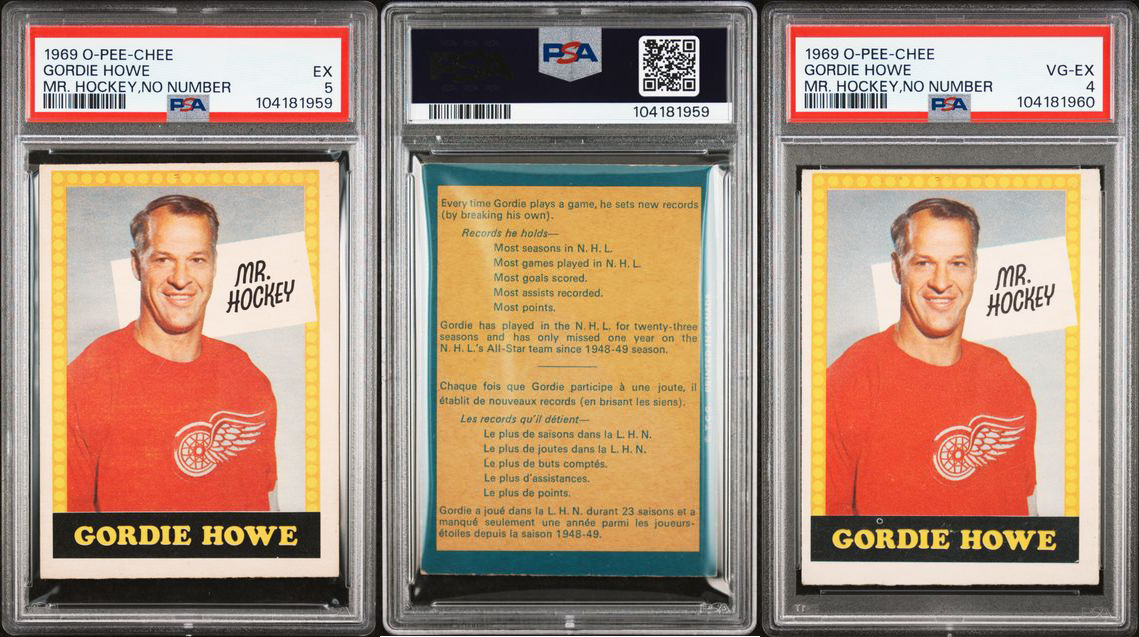 1969 O-PEE-CHEE
GORDIE HOWE EX
MR. HOCKEY,NO NUMBER 5
PSA 104181959
MR.
HOCKEY
GORDIE HOWE
PSA
104181959
Every time Gordie plays a game, he sets new records
(by breaking his own).
Records he holds—
Most seasons in N. H. L.
Most games played in N. H. L.
Most goals scored.
Most assists recorded.
Most points.
Gordie has played in the N. H. L. for twenty-three
seasons and has only missed one year on the
N. H. L.'s All-Star team since 1948-49 season.
Chaque fois que Gordie participe à une joute, il
établit de nouveaux records (en brisant les siens).
Les records qu'il détient—
Le plus de saisons dans la L. H. N.
Le plus de joutes dans la L. H. N.
Le plus de buts comptés.
Le plus d'assistances.
Le plus de points.
Gordie a joué dans la L. H. N. durant 23 saisons et a
manqué seulement une année parmi les joueurs-
étoiles depuis la saison 1948-49.
PRINTED IN CANADA
1969 O-PEE-CHEE
GORDIE HOWE VG-EX
MR. HOCKEY,NO NUMBER 4
PSA 104181960
MR.
HOCKEY
GORDIE HOWE